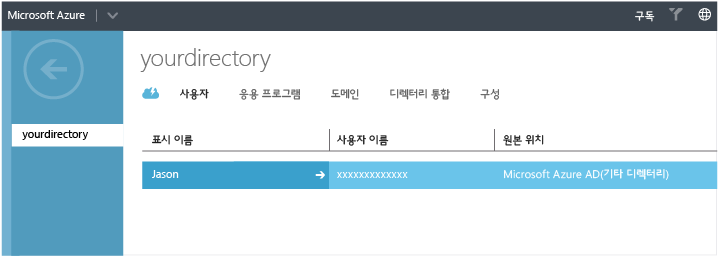 Microsoft Azure 구독
yourdirectory
사용자 응용 프로그램 도메인 디렉터리 통합 구성
yourdirectory
표시 이름 사용자 이름 원본 위치
Jason xxxxxxxxxxxxx Microsoft Azure AD(기타 디렉터리)